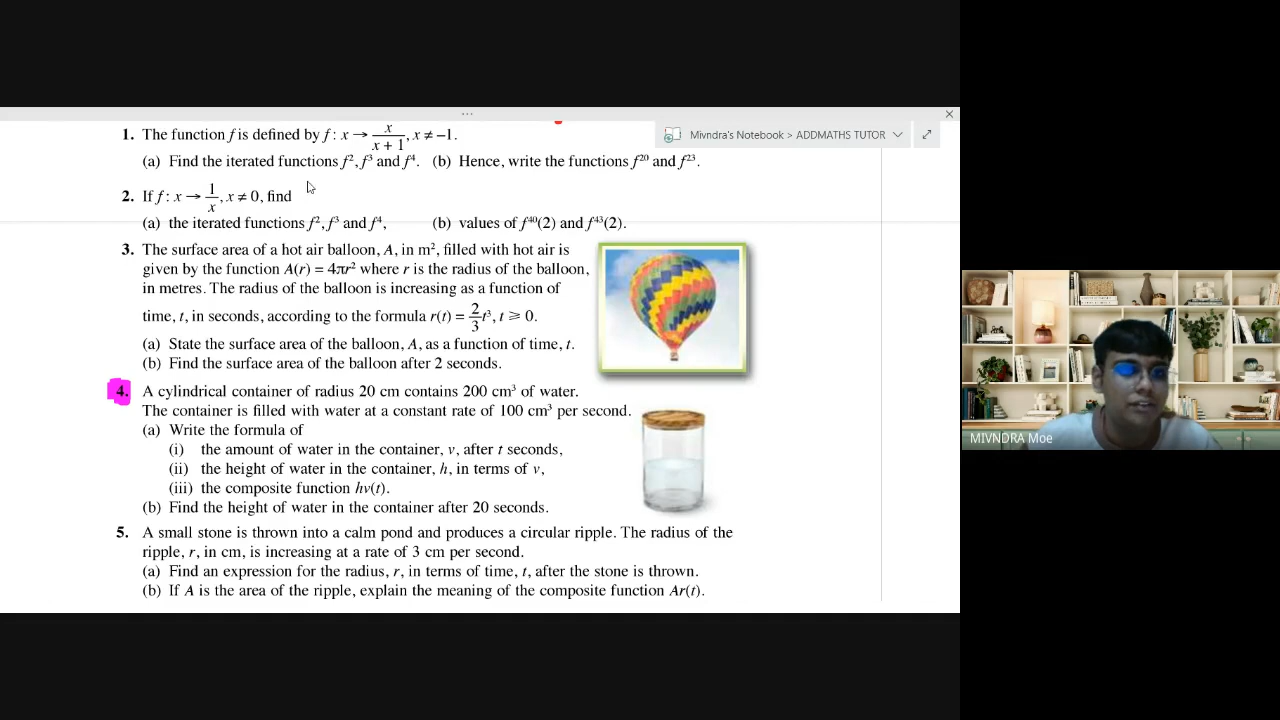 1. The function f is defined by f : x → x/(x + 1), x ≠ −1.
Mivndra's Notebook > ADDMATHS TUTOR
(a) Find the iterated functions f², f³ and f⁴. (b) Hence, write the functions f²⁰ and f²³.
2. If f : x → 1/x, x ≠ 0, find
(a) the iterated functions f², f³ and f⁴, (b) values of f⁴⁰(2) and f⁴³(2).
3. The surface area of a hot air balloon, A, in m², filled with hot air is
given by the function A(r) = 4πr² where r is the radius of the balloon,
in metres. The radius of the balloon is increasing as a function of
time, t, in seconds, according to the formula r(t) = 2/3 t³, t ⩾ 0.
(a) State the surface area of the balloon, A, as a function of time, t.
(b) Find the surface area of the balloon after 2 seconds.
4. A cylindrical container of radius 20 cm contains 200 cm³ of water.
The container is filled with water at a constant rate of 100 cm³ per second.
(a) Write the formula of
(i) the amount of water in the container, v, after t seconds,
(ii) the height of water in the container, h, in terms of v,
(iii) the composite function hv(t).
(b) Find the height of water in the container after 20 seconds.
5. A small stone is thrown into a calm pond and produces a circular ripple. The radius of the
ripple, r, in cm, is increasing at a rate of 3 cm per second.
(a) Find an expression for the radius, r, in terms of time, t, after the stone is thrown.
(b) If A is the area of the ripple, explain the meaning of the composite function Ar(t).
MIVNDRA Moe